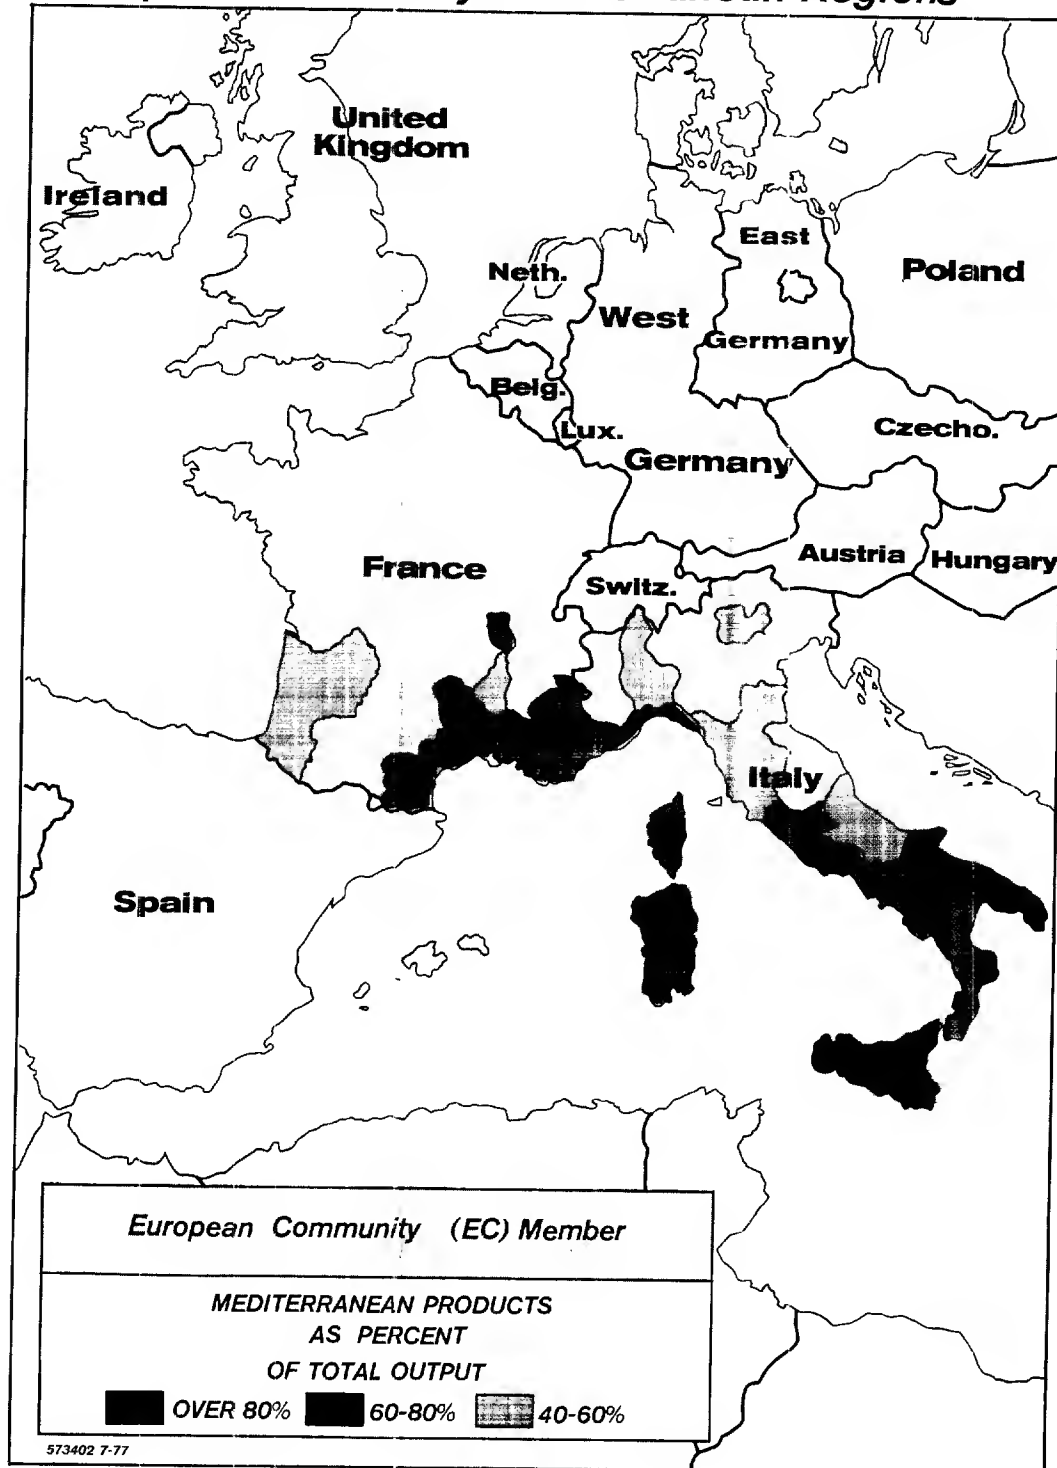 Regions
United
Kingdom
Ireland
East
Neth.
Poland
West
Germany
Belg.
Lux.
Czecho.
Germany
Austria
Hungary
France
Switz.
Italy
Spain
European Community (EC) Member
MEDITERRANEAN PRODUCTS
AS PERCENT
OF TOTAL OUTPUT
OVER 80%
60-80%
40-60%
573402 7-77